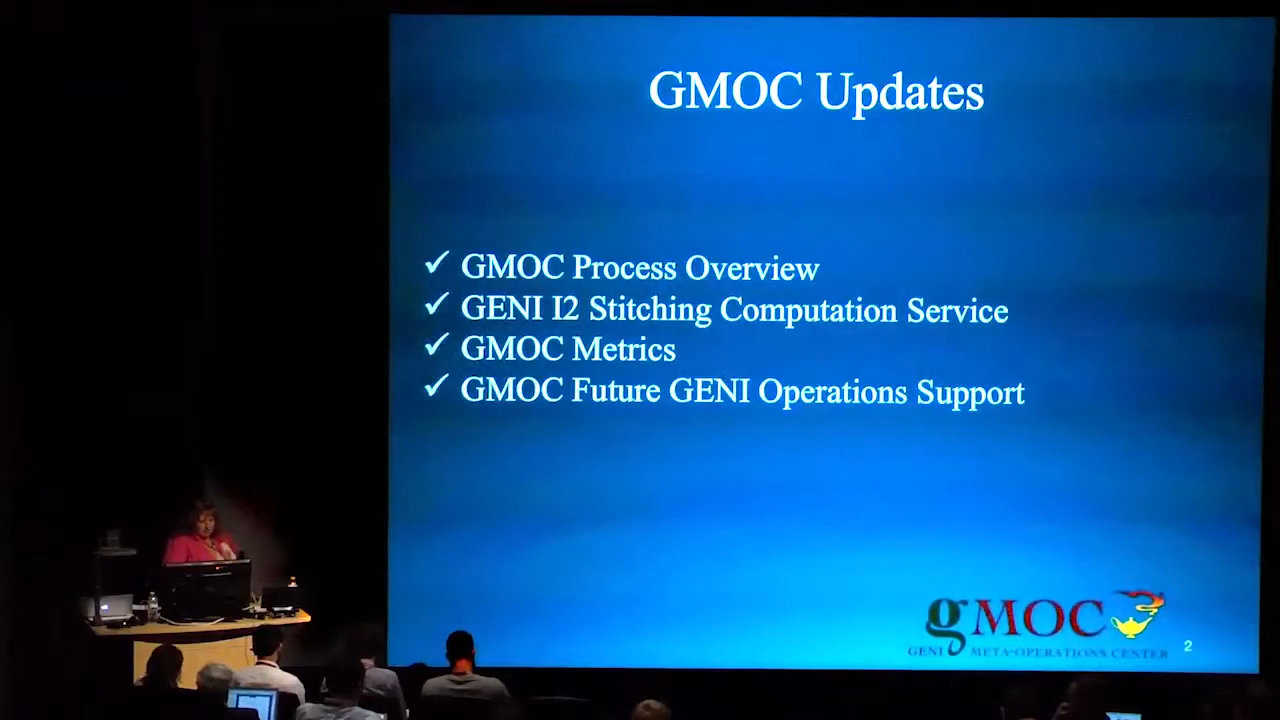 GMOC Updates
✓ GMOC Process Overview
✓ GENI I2 Stitching Computation Service
✓ GMOC Metrics
✓ GMOC Future GENI Operations Support
gMOC
GENI META-OPERATIONS CENTER
2